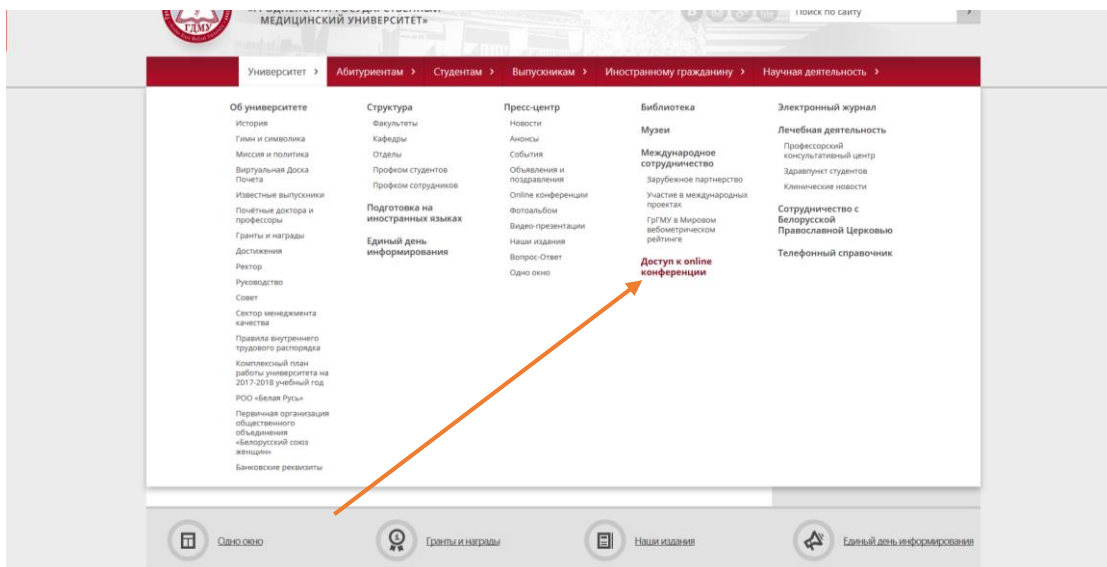 МЕДИЦИНСКИЙ УНИВЕРСИТЕТ»
ГДМУ
Поиск по сайту
Университет >
Абитуриентам >
Студентам >
Выпускникам >
Иностранному гражданину >
Научная деятельность >
Об университете
История
Гимн и символика
Миссия и политика
Виртуальная Доска
Почета
Известные выпускники
Почётные доктора и
профессоры
Гранты и награды
Достижения
Ректор
Руководство
Совет
Сектор менеджмента
качества
Правила внутреннего
трудового распорядка
Комплексный план
работы университета на
2017-2018 учебный год
РОО «Белая Русь»
Первичная организация
общественного
объединения
«Белорусский союз
женщин»
Банковские реквизиты
Структура
Факультеты
Кафедры
Отделы
Профком студентов
Профком сотрудников
Подготовка на
иностранных языках
Единый день
информирования
Пресс-центр
Новости
Анонсы
События
Объявления и
поздравления
Online конференции
Фотоальбом
Видео-презентации
Наши издания
Вопрос-Ответ
Одно окно
Библиотека
Музеи
Международное
сотрудничество
Зарубежное партнерство
Участие в международных
проектах
ГрГМУ в Мировом
вебометрическом
рейтинге
Доступ к online
конференции
Электронный журнал
Лечебная деятельность
Профессорский
консультативный центр
Здравпункт студентов
Клинические новости
Сотрудничество с
Белорусской
Православной Церковью
Телефонный справочник
Одно окно
Гранты и награды
Наши издания
Единый день информирования